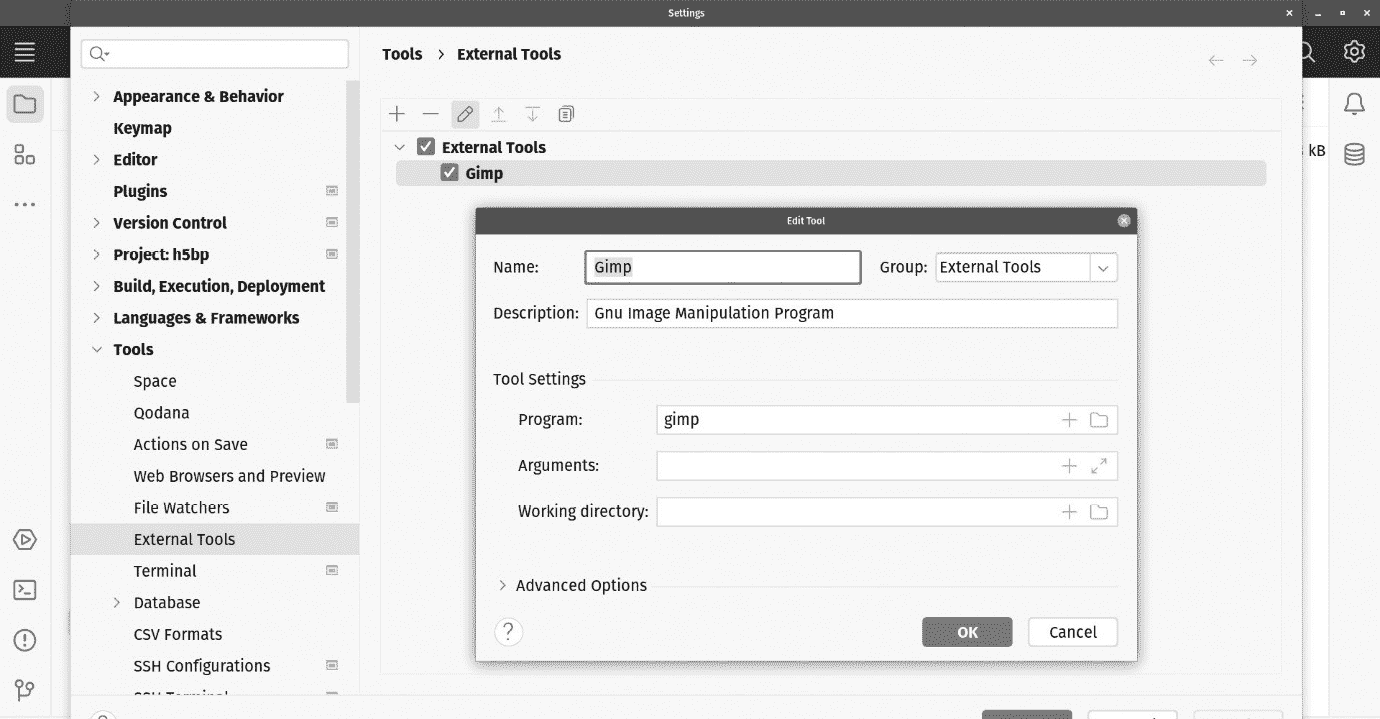 Settings
Tools > External Tools
Appearance & Behavior
Keymap
Editor
Plugins
Version Control
Project: h5bp
Build, Execution, Deployment
Languages & Frameworks
Tools
Space
Qodana
Actions on Save
Web Browsers and Preview
File Watchers
External Tools
Terminal
Database
CSV Formats
SSH Configurations
SSH Terminal
External Tools
Gimp
kB
Edit Tool
Name: Gimp Group: External Tools
Description: Gnu Image Manipulation Program
Tool Settings
Program: gimp
Arguments:
Working directory:
Advanced Options
? OK Cancel